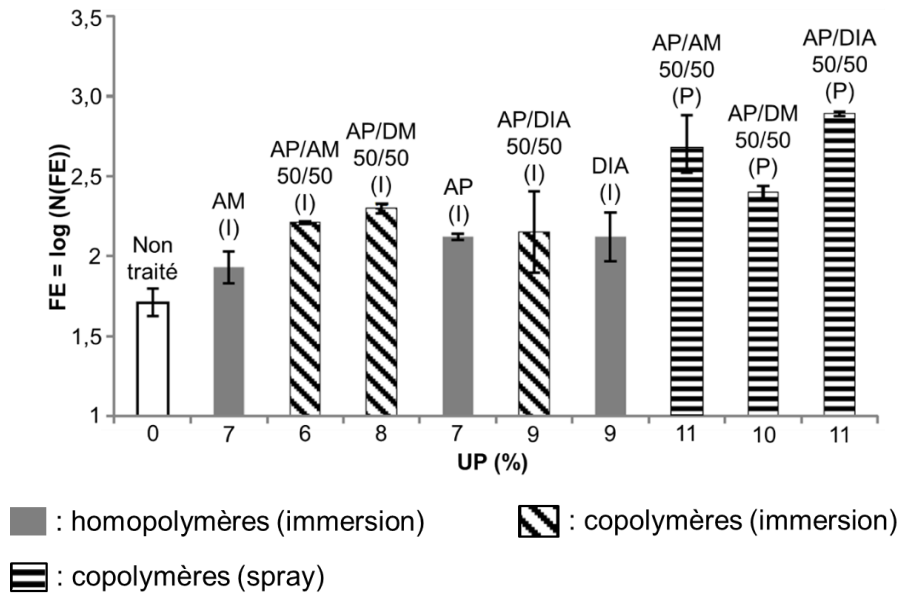 3,5
3,0
2,5
2
1,5
1
FE = log (N(FE))
Non
traité
AM
(I)
AP/AM
50/50
(I)
AP/DM
50/50
(I)
AP
(I)
AP/DIA
50/50
(I)
DIA
(I)
AP/AM
50/50
(P)
AP/DM
50/50
(P)
AP/DIA
50/50
(P)
0 7 6 8 7 9 9 11 10 11
UP (%)
: homopolymères (immersion)
: copolymères (immersion)
: copolymères (spray)